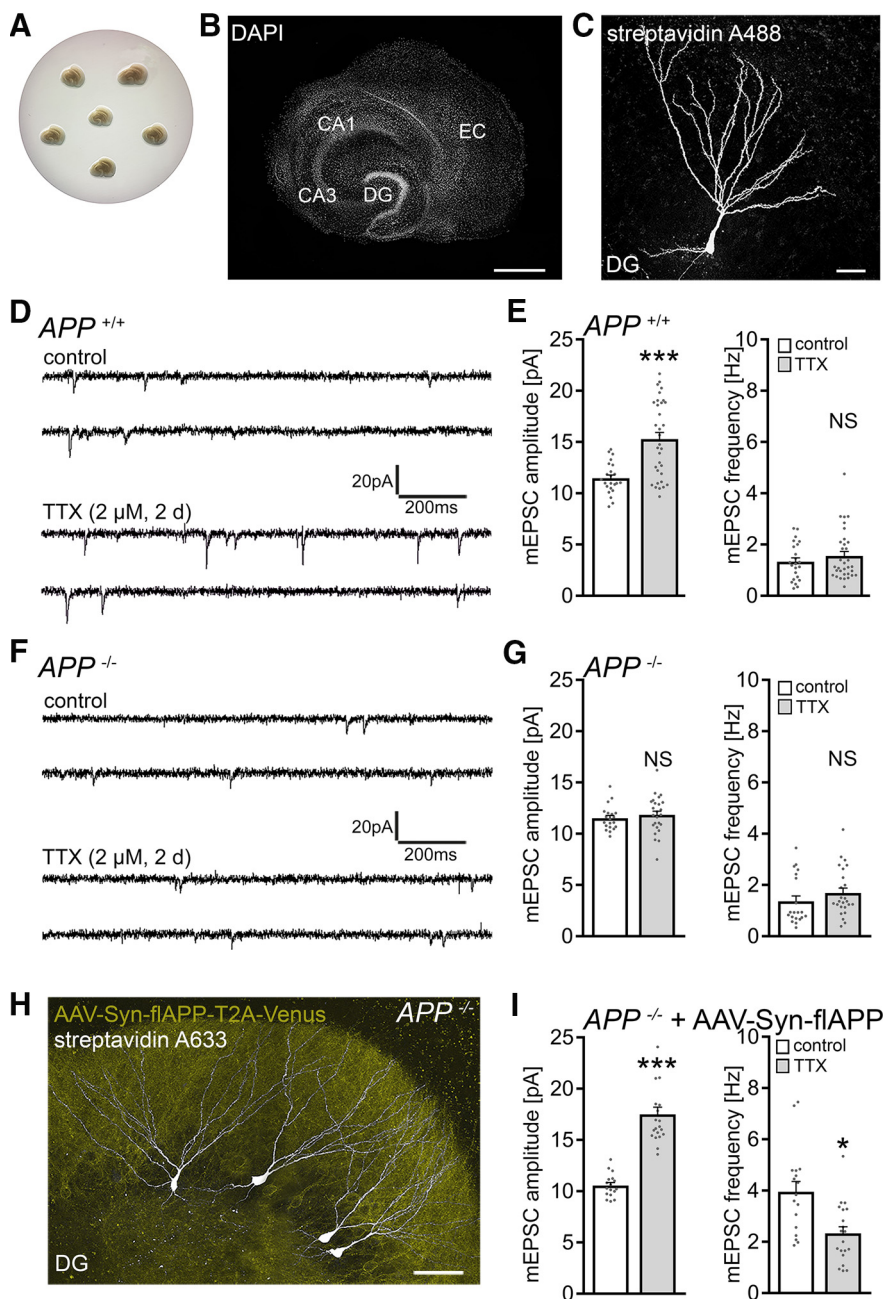 A
B
DAPI
CA1
EC
CA3
DG
C
streptavidin A488
DG
D
APP +/+
control
20pA
200ms
TTX (2 µM, 2 d)
E
APP +/+
mEPSC amplitude [pA]
25
20
15
10
5
0
***
mEPSC frequency [Hz]
10
8
6
4
2
0
control
TTX
NS
F
APP -/-
control
20pA
200ms
TTX (2 µM, 2 d)
G
APP -/-
mEPSC amplitude [pA]
25
20
15
10
5
0
NS
mEPSC frequency [Hz]
10
8
6
4
2
0
control
TTX
NS
H
AAV-Syn-flAPP-T2A-Venus
APP -/-
streptavidin A633
DG
I
APP -/- + AAV-Syn-flAPP
mEPSC amplitude [pA]
25
20
15
10
5
0
***
mEPSC frequency [Hz]
10
8
6
4
2
0
control
TTX
*